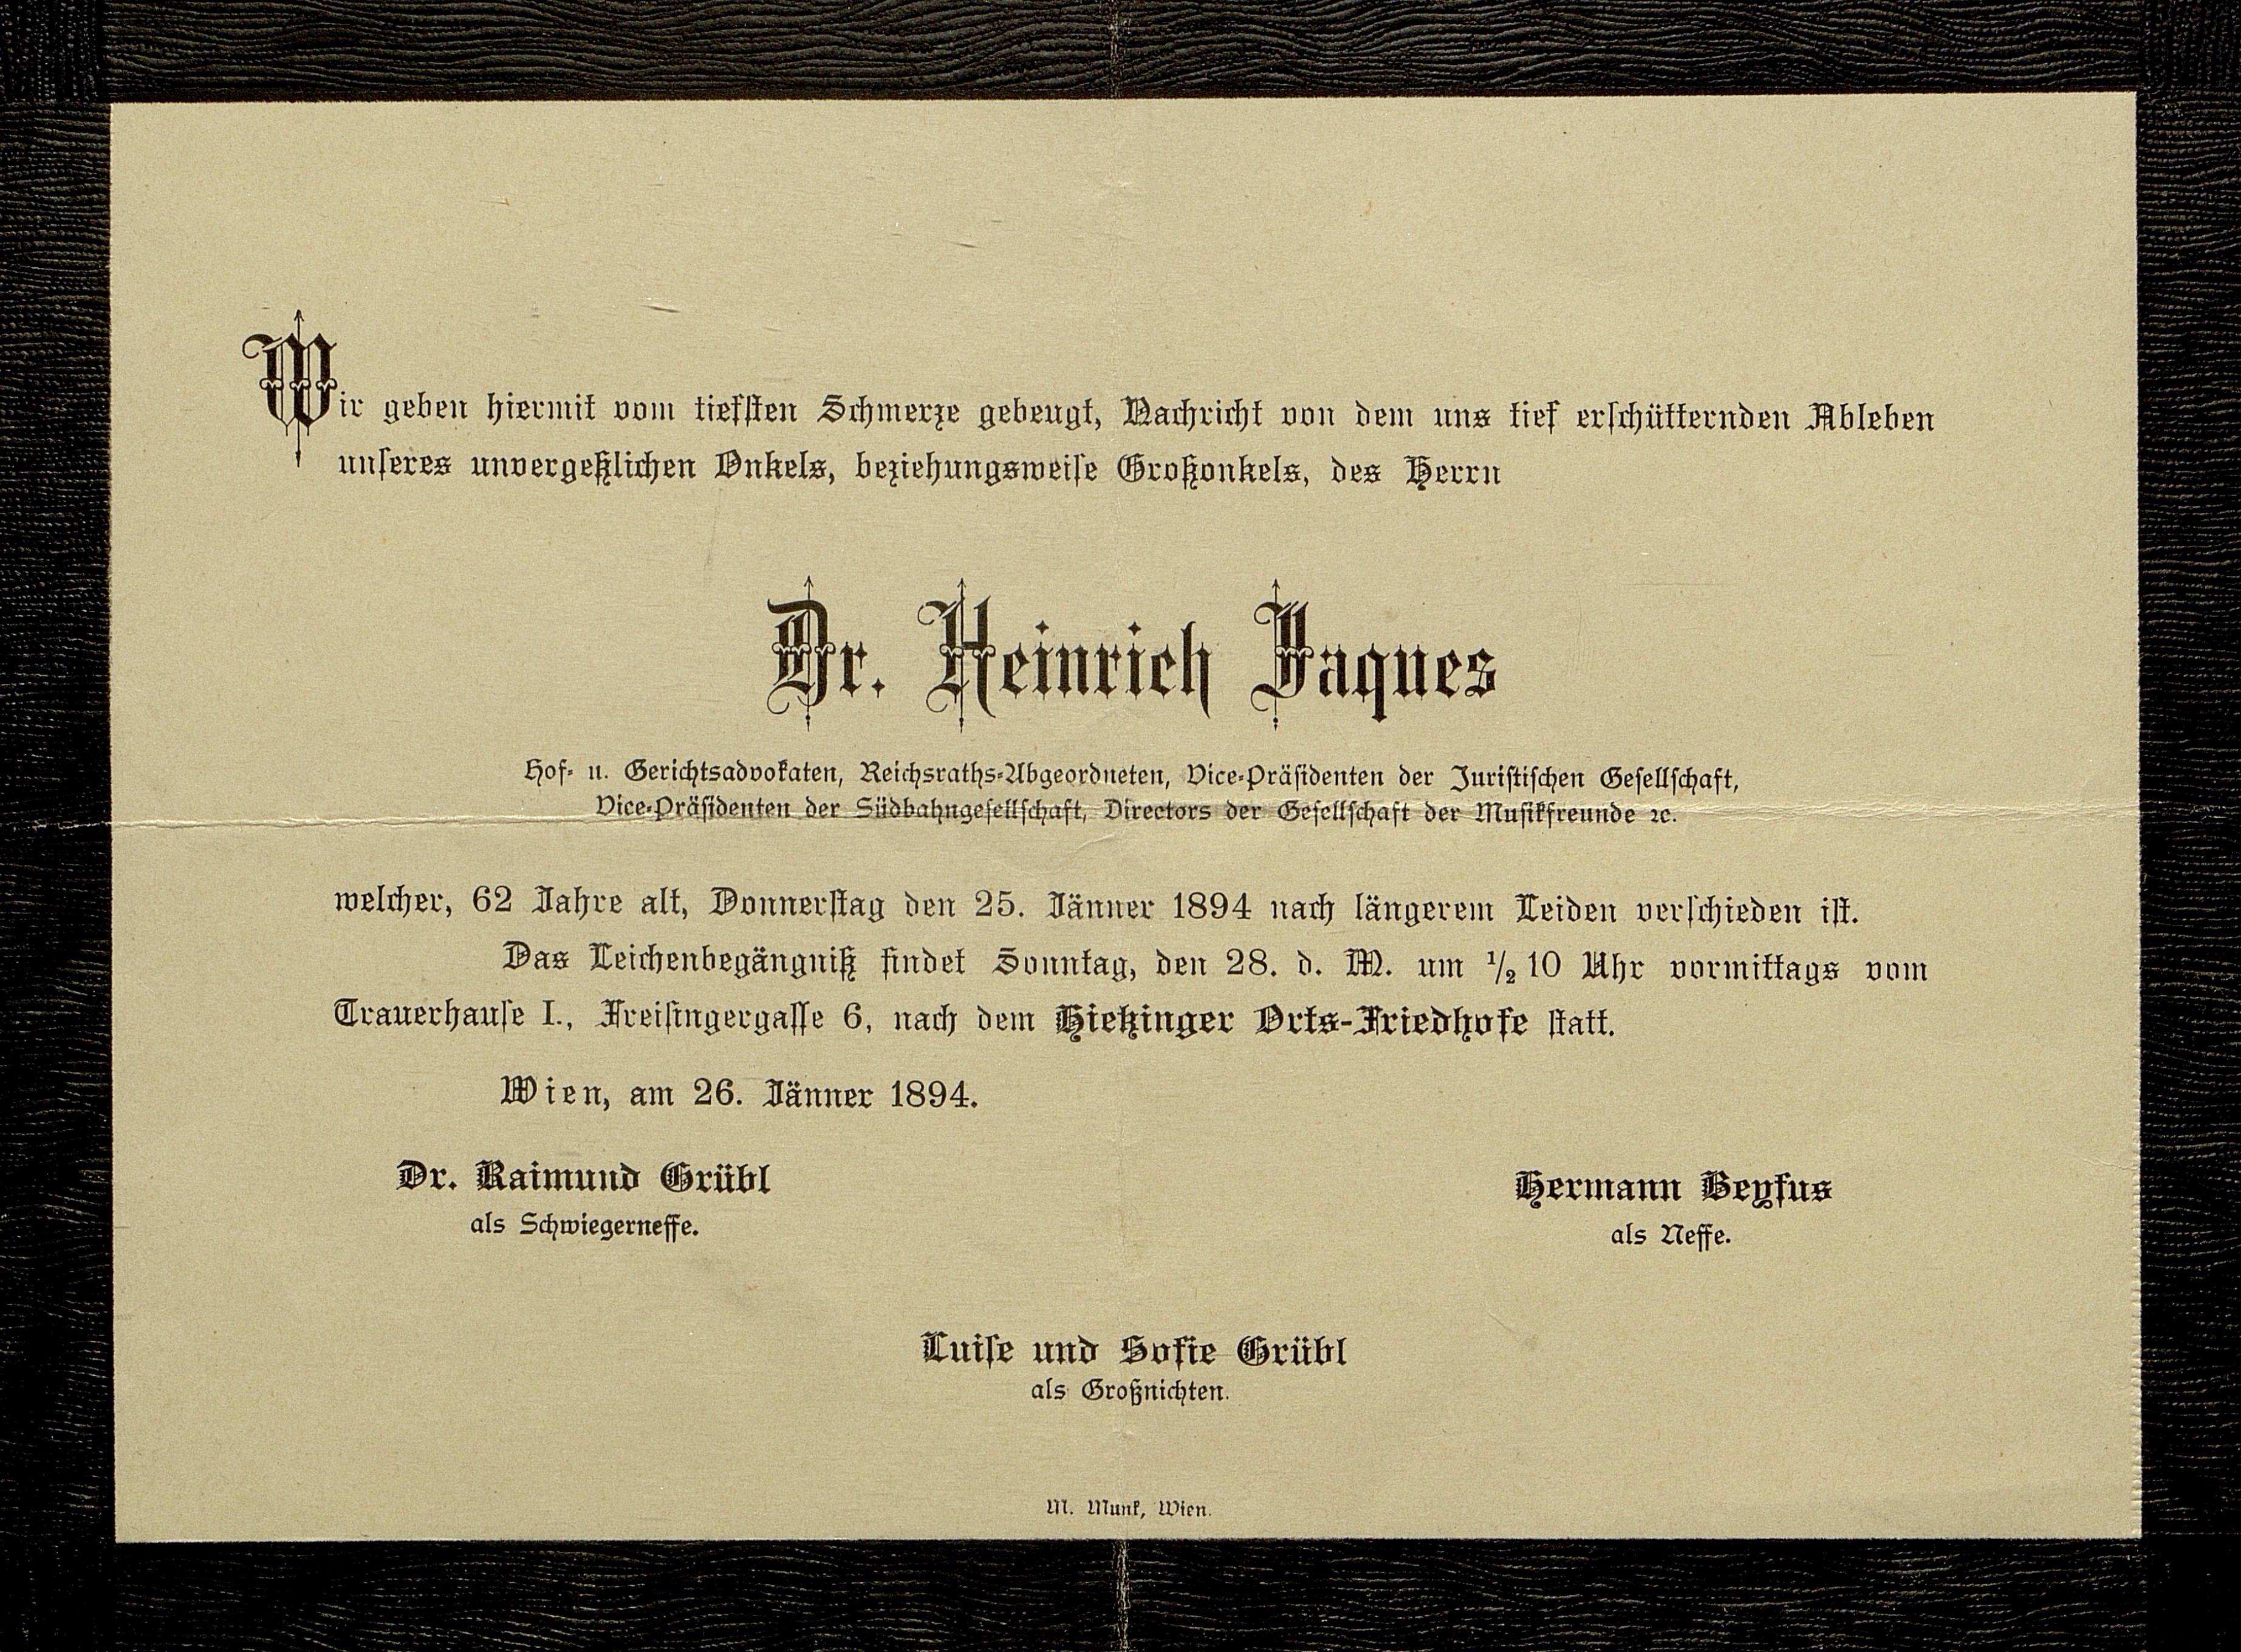 Wir geben hiermit vom tiefsten Schmerze gebeugt, Nachricht von dem uns tief erschütternden Ableben
unseres unvergeßlichen Onkels, beziehungsweise Großonkels, des Herrn
Dr. Heinrich Jaques
Hof- u. Gerichtsadvokaten, Reichsraths-Abgeordneten, Vice-Präsidenten der Juristischen Gesellschaft,
Vice-Präsidenten der Südbahngesellschaft, Directors der Gesellschaft der Musikfreunde ꝛc.
welcher, 62 Jahre alt, Donnerstag den 25. Jänner 1894 nach längerem Leiden verschieden ist.
Das Leichenbegängniß findet Sonntag, den 28. d. M. um ½10 Uhr vormittags vom
Trauerhause I., Freisingergasse 6, nach dem Hietzinger Orts-Friedhofe statt.
Wien, am 26. Jänner 1894.
Dr. Raimund Grübl
als Schwiegerneffe.
Hermann Beyfus
als Neffe.
Luise und Sofie Grübl
als Großnichten.
M. Munk, Wien.